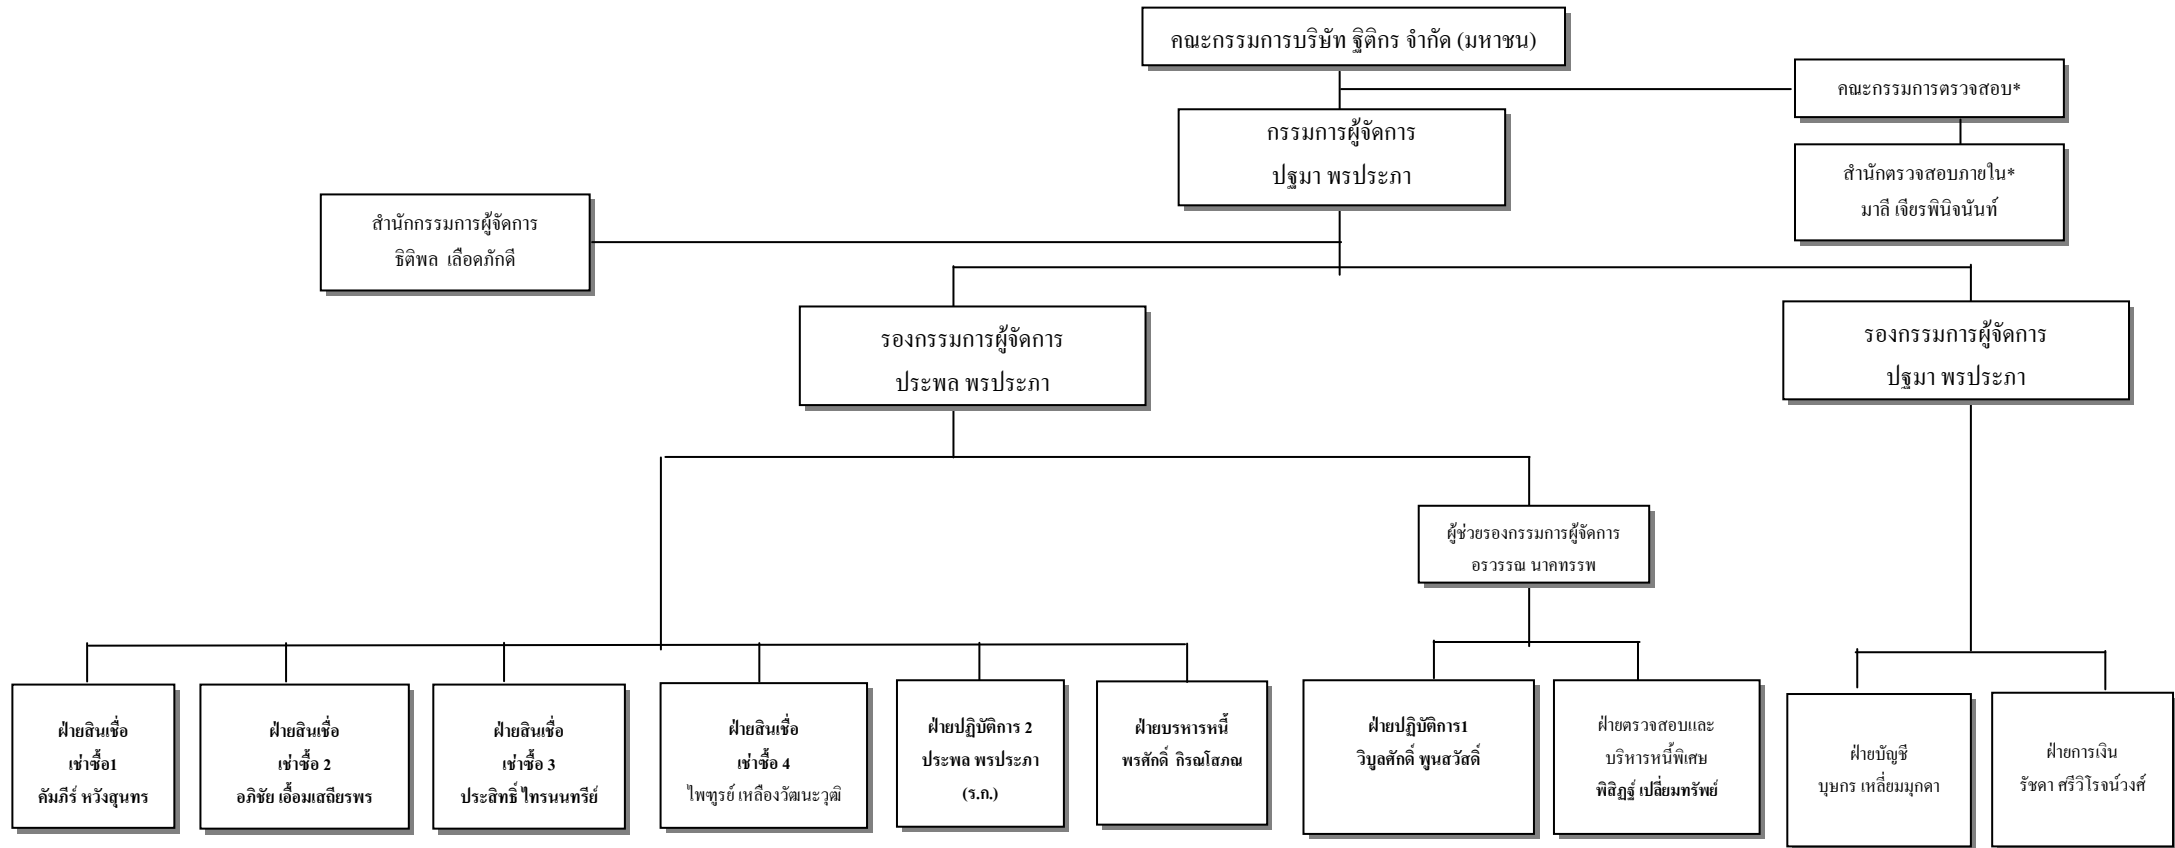 คณะกรรมการบริษัท ฐิติกร จำกัด (มหาชน)
คณะกรรมการตรวจสอบ*
กรรมการผู้จัดการ
ปฐมา พรประภา
สำนักตรวจสอบภายใน*
มาลี เจียรพินิจนันท์
สำนักกรรมการผู้จัดการ
ธิติพล เลือดภักดี
รองกรรมการผู้จัดการ
ประพล พรประภา
รองกรรมการผู้จัดการ
ปฐมา พรประภา
ผู้ช่วยรองกรรมการผู้จัดการ
อรวรรณ นาคทรรพ
ฝ่ายสินเชื่อ
เช่าซื้อ1
คัมภีร์ หวังสุนทร
ฝ่ายสินเชื่อ
เช่าซื้อ 2
อภิชัย เอื้อมเสถียรพร
ฝ่ายสินเชื่อ
เช่าซื้อ 3
ประสิทธิ์ ไทรนนทรีย์
ฝ่ายสินเชื่อ
เช่าซื้อ 4
ไพฑูรย์ เหลืองวัฒนะวุฒิ
ฝ่ายปฏิบัติการ 2
ประพล พรประภา
(ร.ก.)
ฝ่ายบรหารหนี้
พรศักดิ์ กิรณโสภณ
ฝ่ายปฏิบัติการ1
วิบูลศักดิ์ พูนสวัสดิ์
ฝ่ายตรวจสอบและ
บริหารหนี้พิเศษ
พิสิฏฐ์ เปลี่ยมทรัพย์
ฝ่ายบัญชี
บุษกร เหลี่ยมมุกดา
ฝ่ายการเงิน
รัชดา ศรีวิโรจน์วงศ์